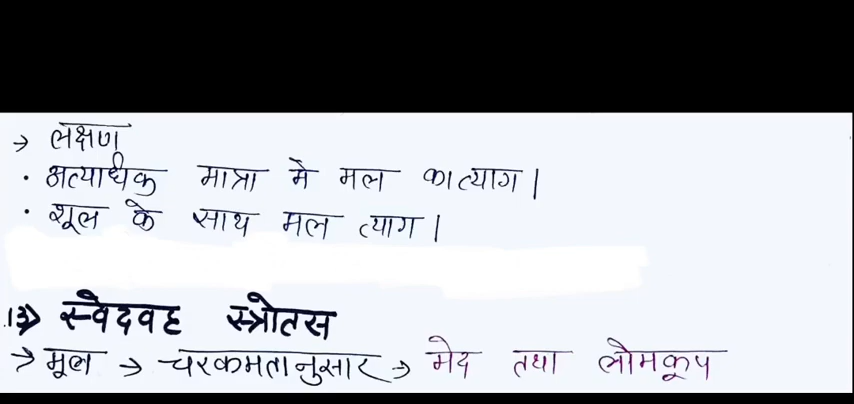 → लक्षण
· अत्याधिक मात्रा मे मल का त्याग।
· शूल के साथ मल त्याग।
13) स्वेदवह स्त्रोतस
→ मूल → चरकमतानुसार → मेद तथा लोमकूप